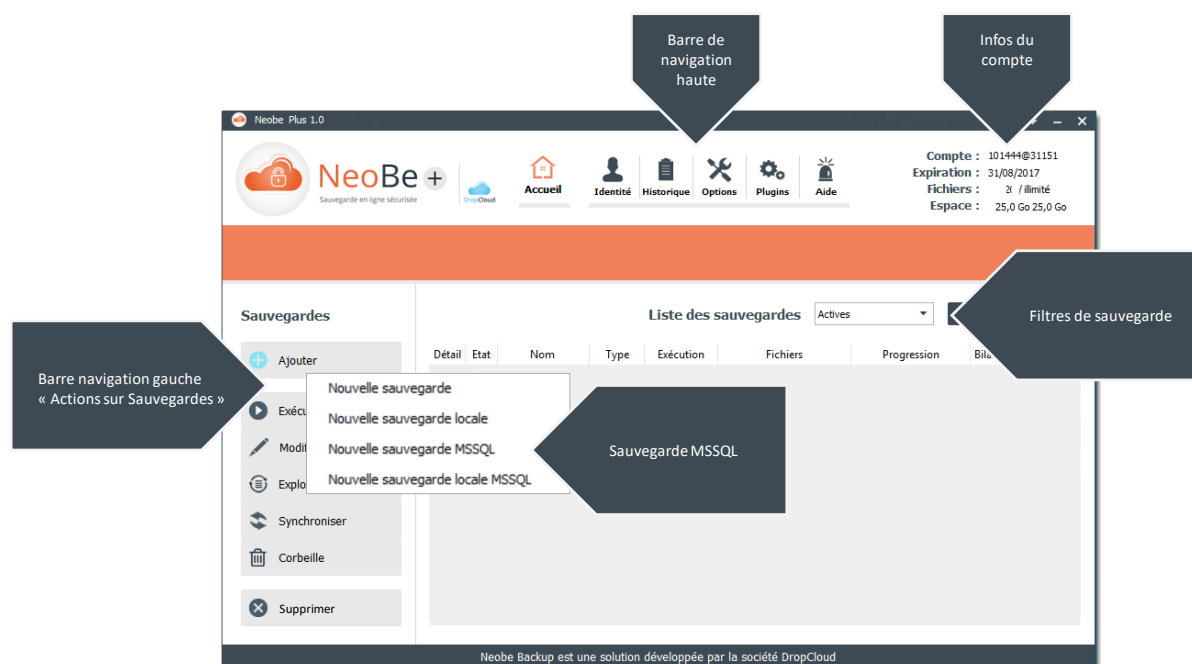 Barre de
navigation
haute
Infos du
compte
Neobe Plus 1.0
NeoBe +
Sauvegarde en ligne sécurisée
DropCloud
Accueil
Identité
Historique
Options
Plugins
Aide
Compte : 101444@31151
Expiration : 31/08/2017
Fichiers : / illimité
Espace : 25,0 Go 25,0 Go
Sauvegardes
Liste des sauvegardes
Actives
Filtres de sauvegarde
Ajouter
Détail Etat Nom Type Exécution Fichiers Progression
Barre navigation gauche
« Actions sur Sauvegardes »
Nouvelle sauvegarde
Nouvelle sauvegarde locale
Nouvelle sauvegarde MSSQL
Nouvelle sauvegarde locale MSSQL
Sauvegarde MSSQL
Synchroniser
Corbeille
Supprimer
Neobe Backup est une solution développée par la société DropCloud